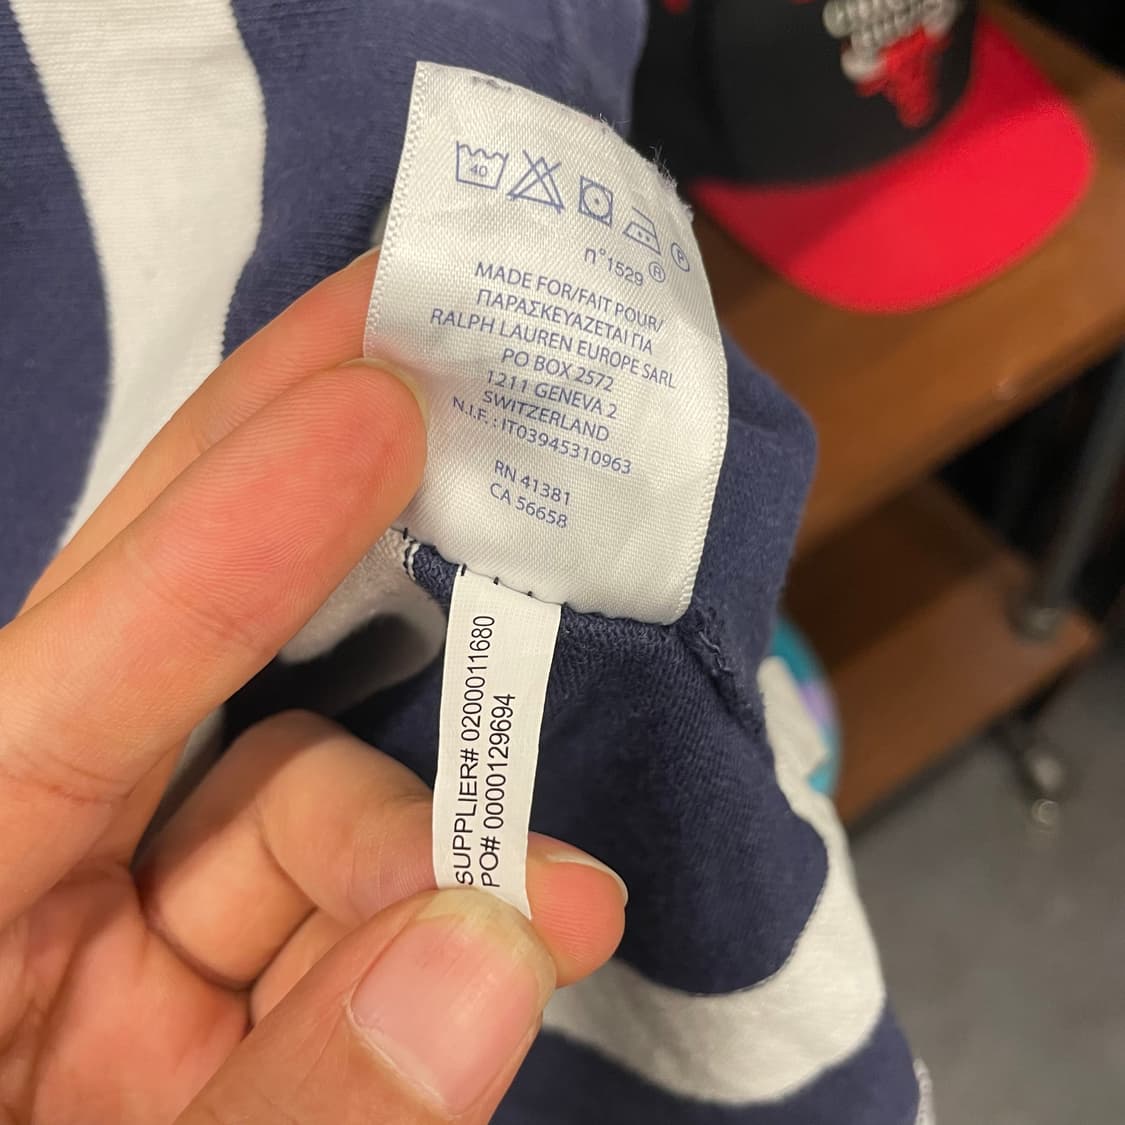 40
P
n°1529 ®
MADE FOR/FAIT POUR/
ΠΑΡΑΣΚΕΥΑΖΕΤΑΙ ΓΙΑ
RALPH LAUREN EUROPE SARL
PO BOX 2572
1211 GENEVA 2
SWITZERLAND
N.I.F. : IT03945310963
RN 41381
CA 56658
SUPPLIER# 0200011680
PO# 0000129694